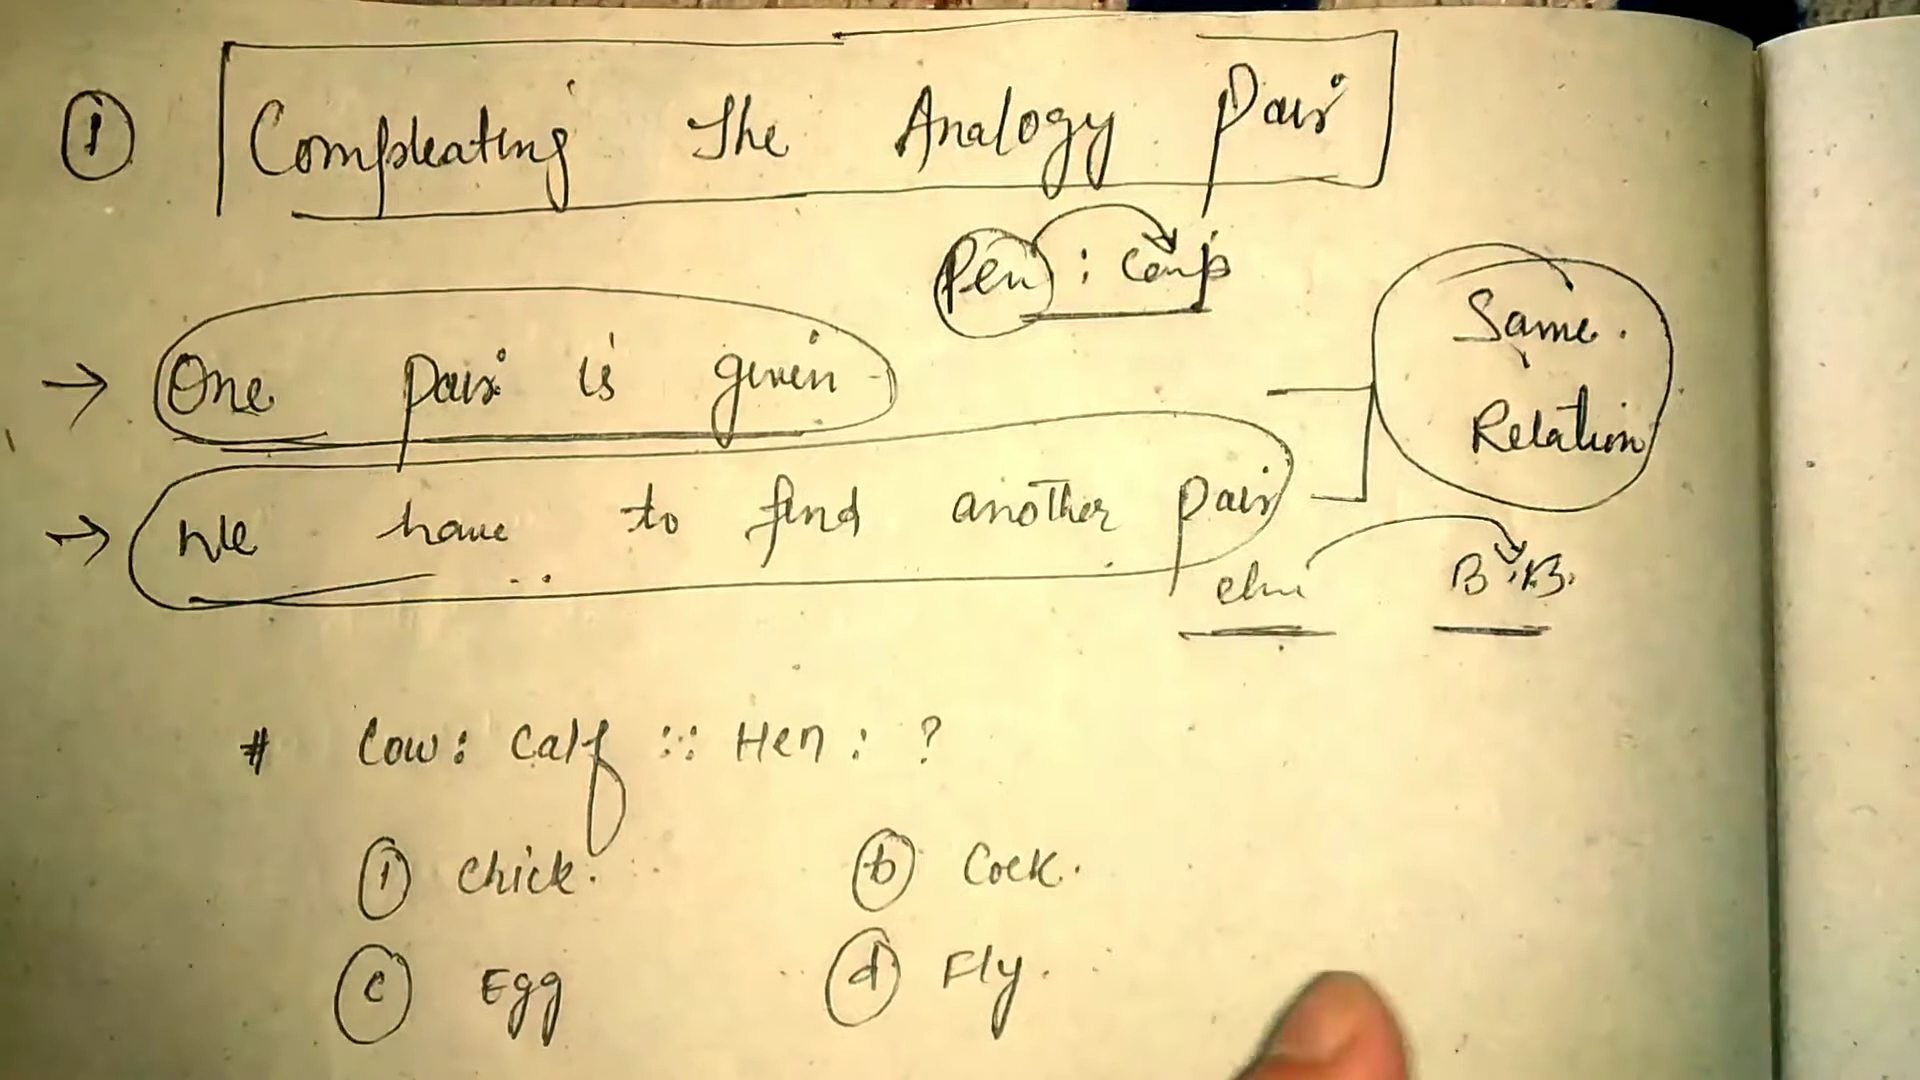 ① Compleating The Analogy Pair
Pen : Cap
→ One pair is given
Same.
Relation
→ We have to find another pair
B.B.
# Cow: Calf :: Hen : ?
① Chick. ⓑ Cock.
ⓒ Egg ⓓ Fly.